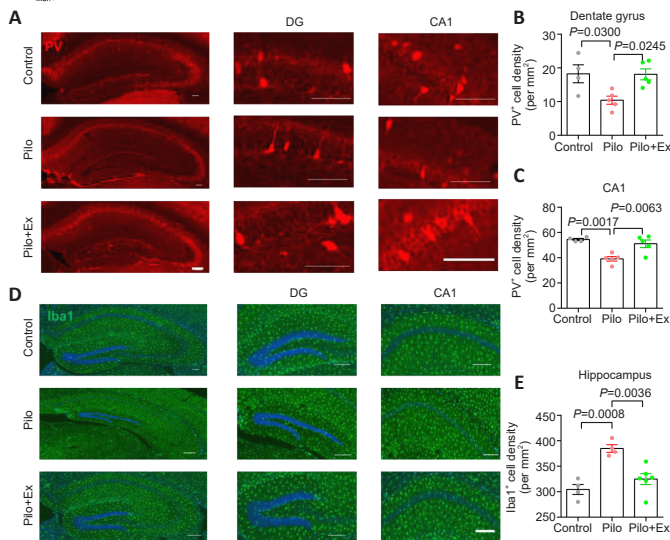 A
DG
CA1
PV
Control
Pilo
Pilo+Ex
B
Dentate gyrus
P=0.0300
P=0.0245
PV+ cell density
(per mm²)
30
20
10
0
Control Pilo Pilo+Ex
C
CA1
P=0.0063
P=0.0017
PV+ cell density
(per mm²)
80
60
40
20
0
Control Pilo Pilo+Ex
D
DG
CA1
Iba1
Control
Pilo
Pilo+Ex
E
Hippocampus
P=0.0036
P=0.0008
Iba1+ cell density
(per mm²)
450
400
350
300
250
Control Pilo Pilo+Ex